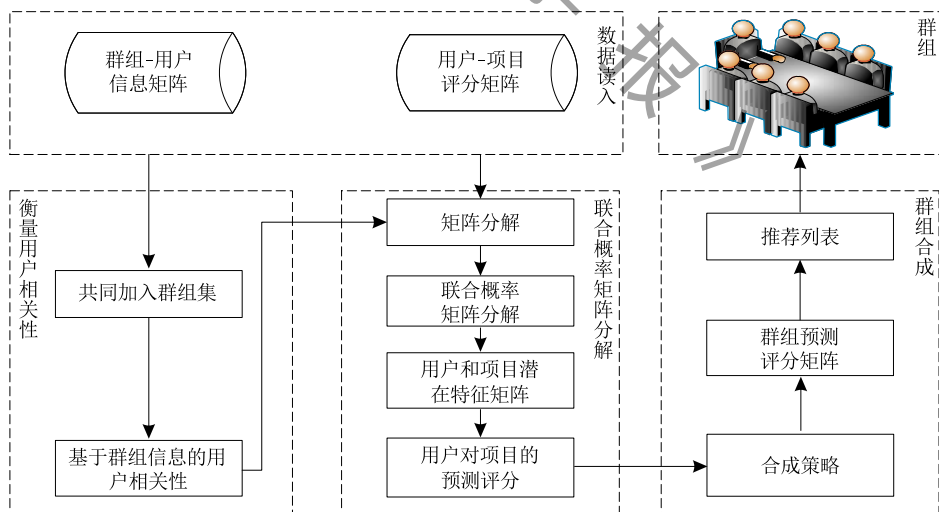 群组-用户
信息矩阵
用户-项目
评分矩阵
数据读入
群组
报
》
衡量用户相关性
共同加入群组集
基于群组信息的用
户相关性
矩阵分解
联合概率
矩阵分解
用户和项目潜
在特征矩阵
用户对项目的
预测评分
联合概率矩阵分解
推荐列表
群组预测
评分矩阵
合成策略
群组合成